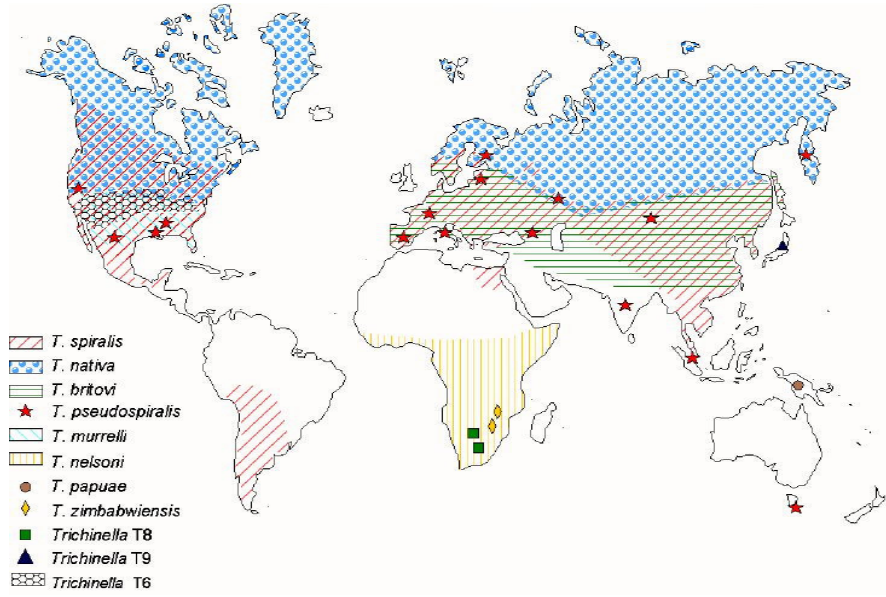 T. spiralis
T. nativa
T. britovi
T. pseudospiralis
T. murrelli
T. nelsoni
T. papuae
T. zimbabwiensis
Trichinella T8
Trichinella T9
Trichinella T6